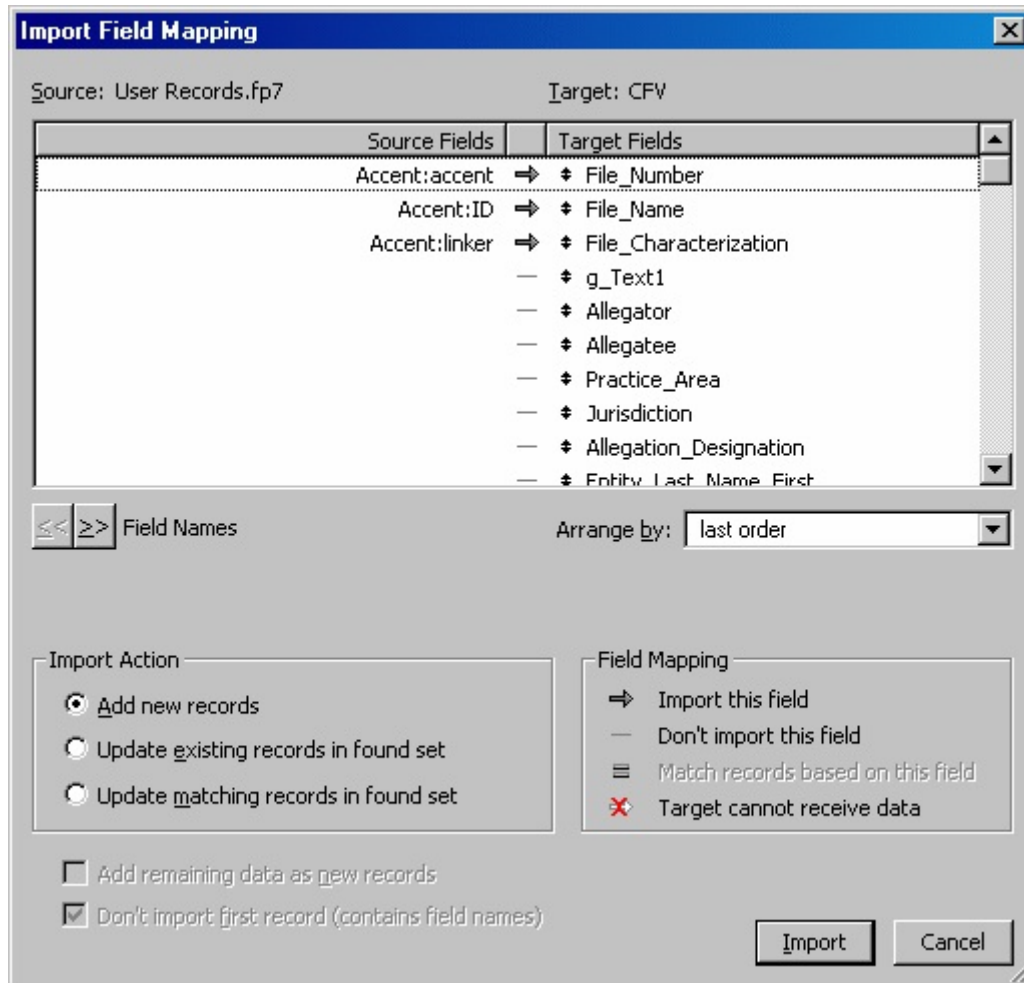 Import Field Mapping
Source: User Records.fp7 Target: CFV
Source Fields Target Fields
Accent:accent File_Number
Accent:ID File_Name
Accent:linker File_Characterization
g_Text1
Allegator
Allegatee
Practice_Area
Jurisdiction
Allegation_Designation
Entity_Last_Name_First
<< >> Field Names Arrange by: last order
Import Action
Add new records
Update existing records in found set
Update matching records in found set
Field Mapping
Import this field
Don't import this field
Match records based on this field
Target cannot receive data
Add remaining data as new records
Don't import first record (contains field names)
Import Cancel